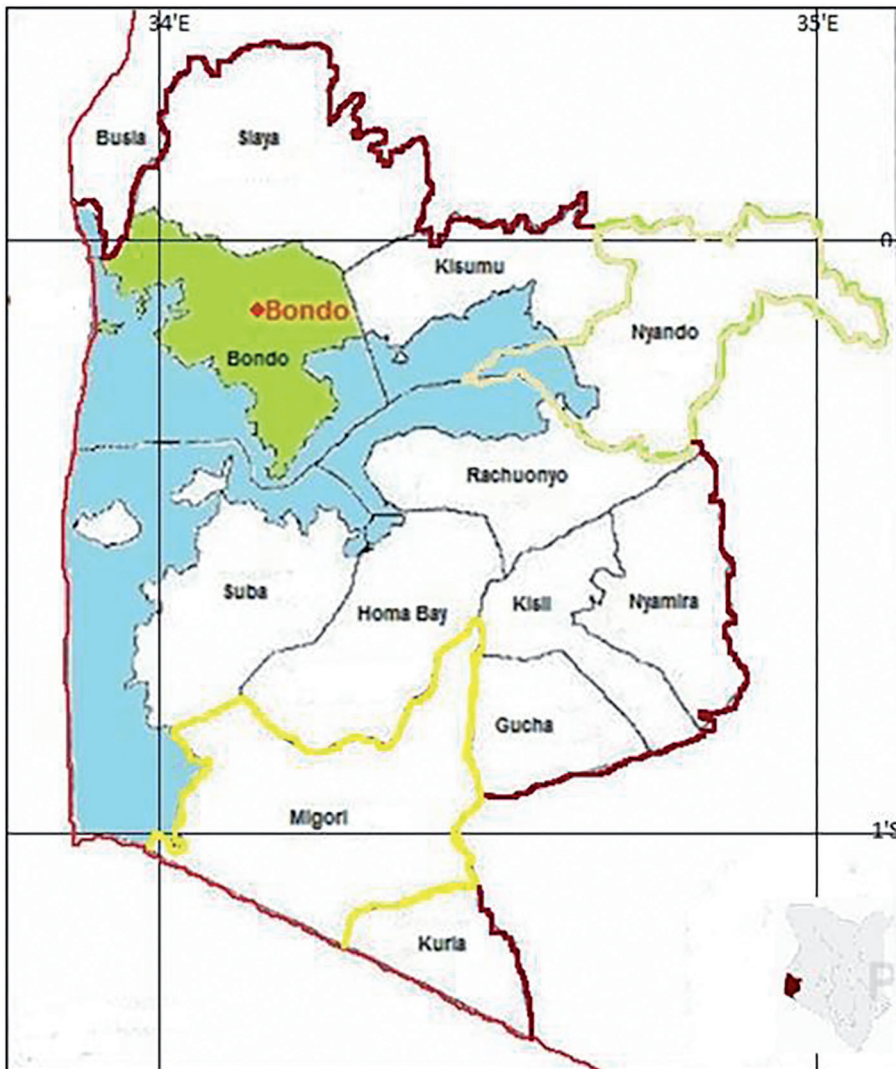 34'E 35'E
Busia Siaya
0
Kisumu
Bondo
Nyando
Bondo
Rachuonyo
Suba
Kisii Nyamira
Homa Bay
Gucha
Migori
1'S
Kuria
P